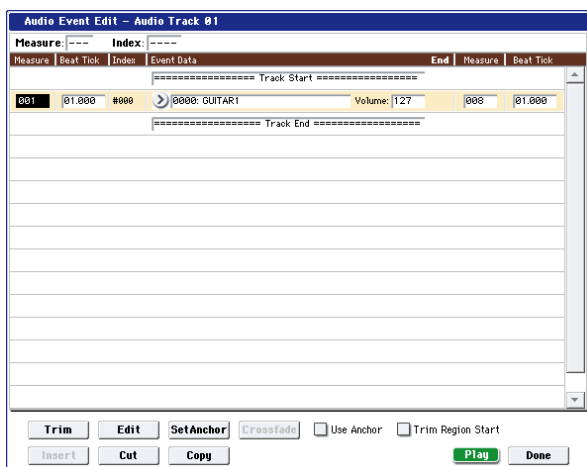 Audio Event Edit – Audio Track 01
Measure: --- Index: ----
Measure Beat Tick Index Event Data End Measure Beat Tick
================= Track Start =================
001 01.000 #000 0000: GUITAR1 Volume: 127 008 01.000
================== Track End ==================
Trim Edit SetAnchor Crossfade Use Anchor Trim Region Start
Insert Cut Copy Play Done